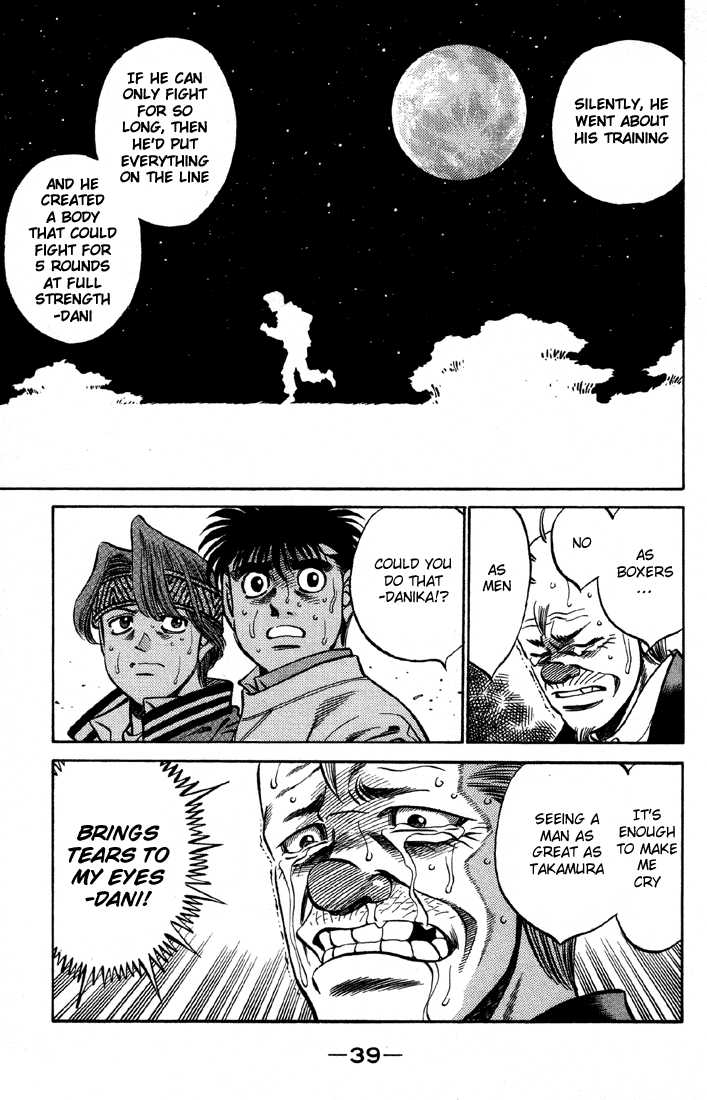 SILENTLY, HE
WENT ABOUT
HIS TRAINING
IF HE CAN
ONLY FIGHT
FOR SO
LONG, THEN
HE'D PUT
EVERYTHING
ON THE LINE
AND HE
CREATED
A BODY
THAT COULD
FIGHT FOR
5 ROUNDS
AT FULL
STRENGTH
-DANI
AS
BOXERS
...
NO
AS
MEN
COULD YOU
DO THAT
-DANIKA!?
IT'S
ENOUGH
TO MAKE
ME
CRY
SEEING A
MAN AS
GREAT AS
TAKAMURA
BRINGS
TEARS TO
MY EYES
-DANI!
—39—